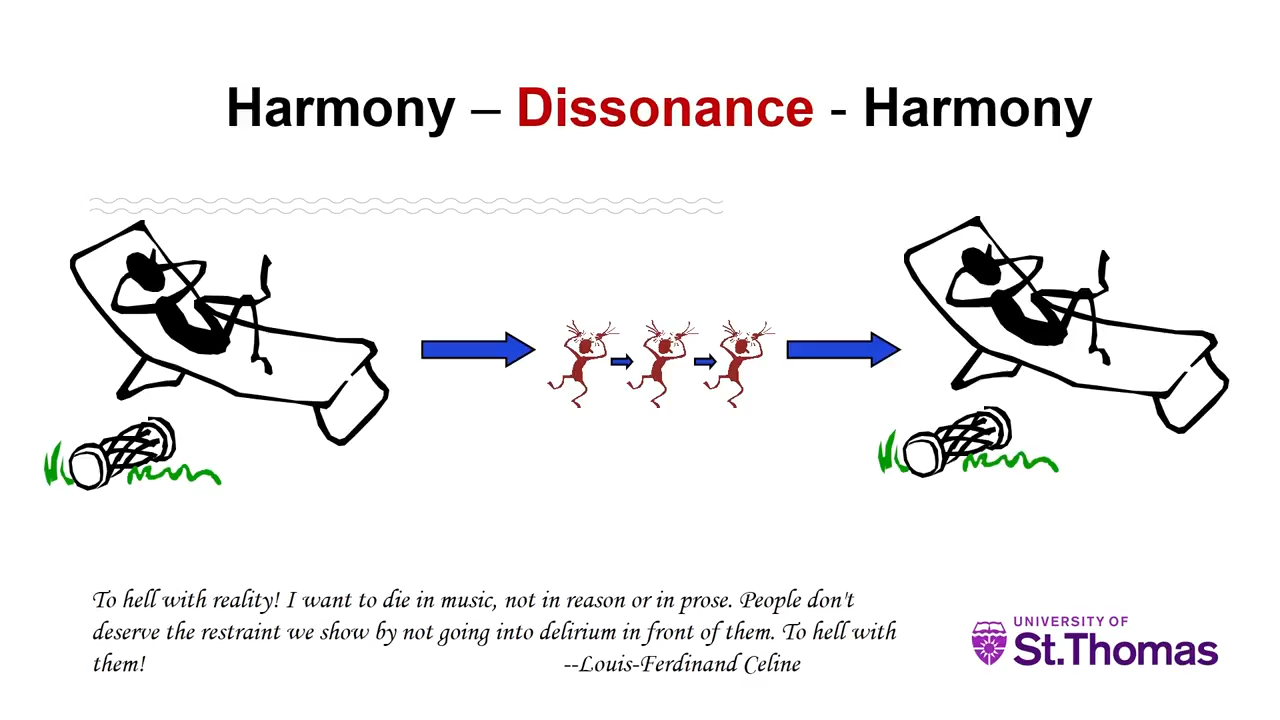 Harmony – Dissonance - Harmony
To hell with reality! I want to die in music, not in reason or in prose. People don't
deserve the restraint we show by not going into delirium in front of them. To hell with
them! --Louis-Ferdinand Celine
UNIVERSITY OF
St.Thomas